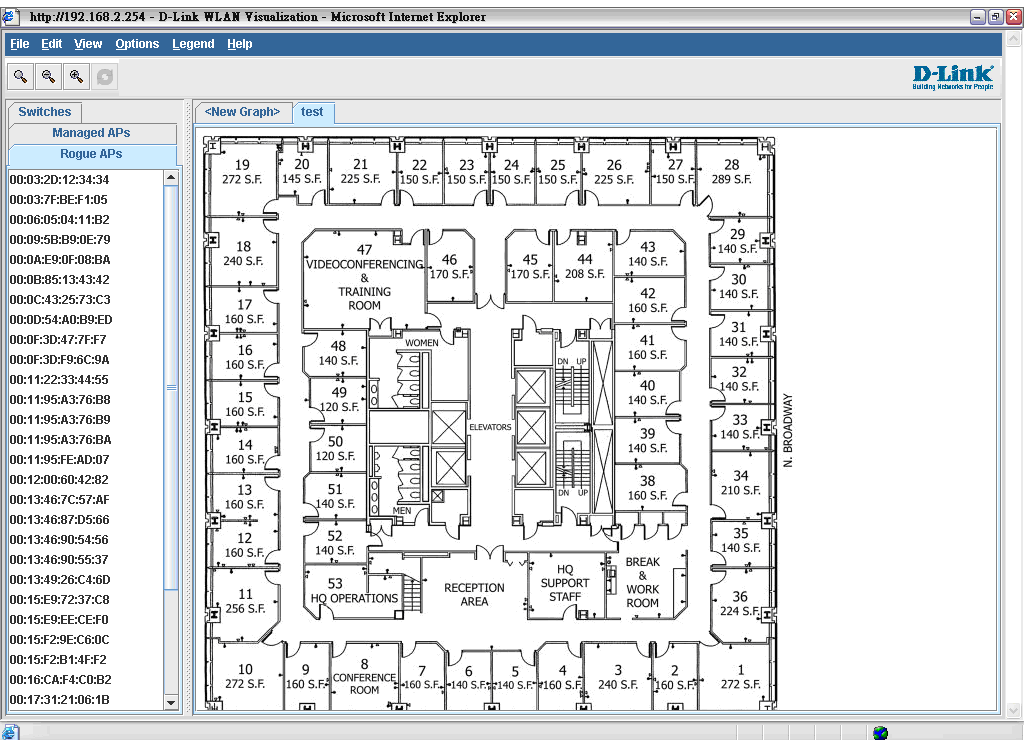 http://192.168.2.254 - D-Link WLAN Visualization - Microsoft Internet Explorer
File Edit View Options Legend Help
D-Link
Building Networks for People
Switches
Managed APs
Rogue APs
<New Graph> test
00:03:2D:12:34:34
00:03:7F:BE:F1:05
00:06:05:04:11:B2
00:09:5B:B9:0E:79
00:0A:E9:0F:08:BA
00:0B:85:13:43:42
00:0C:43:25:73:C3
00:0D:54:A0:B9:ED
00:0F:3D:47:7F:F7
00:0F:3D:F9:6C:9A
00:11:22:33:44:55
00:11:95:A3:76:B8
00:11:95:A3:76:B9
00:11:95:A3:76:BA
00:11:95:FE:AD:07
00:12:00:60:42:82
00:13:46:7C:57:AF
00:13:46:87:D5:66
00:13:46:90:54:56
00:13:46:90:55:37
00:13:49:26:C4:6D
00:15:E9:72:37:C8
00:15:E9:EE:CE:F0
00:15:F2:9E:C6:0C
00:15:F2:B1:4F:F2
00:16:CA:F4:C0:B2
00:17:31:21:06:1B
19
272 S.F.
20
145 S.F.
21
225 S.F.
22
150 S.F.
23
150 S.F.
24
150 S.F.
25
150 S.F.
26
225 S.F.
27
150 S.F.
28
289 S.F.
18
240 S.F.
47
VIDEOCONFERENCING
&
TRAINING
ROOM
46
170 S.F.
45
170 S.F.
44
208 S.F.
43
140 S.F.
29
140 S.F.
17
160 S.F.
42
160 S.F.
30
140 S.F.
16
160 S.F.
48
140 S.F.
WOMEN
DN UP
41
160 S.F.
31
140 S.F.
15
160 S.F.
49
120 S.F.
40
140 S.F.
32
140 S.F.
14
160 S.F.
50
120 S.F.
ELEVATORS
39
140 S.F.
33
140 S.F.
N. BROADWAY
13
160 S.F.
51
140 S.F.
MEN
DN UP
38
160 S.F.
34
210 S.F.
12
160 S.F.
52
140 S.F.
35
140 S.F.
11
256 S.F.
53
HQ OPERATIONS
RECEPTION
AREA
HQ
SUPPORT
STAFF
BREAK
&
WORK
ROOM
36
224 S.F.
10
272 S.F.
9
160 S.F.
8
CONFERENCE
ROOM
7
160 S.F.
6
140 S.F.
5
140 S.F.
4
160 S.F.
3
240 S.F.
2
160 S.F.
1
272 S.F.